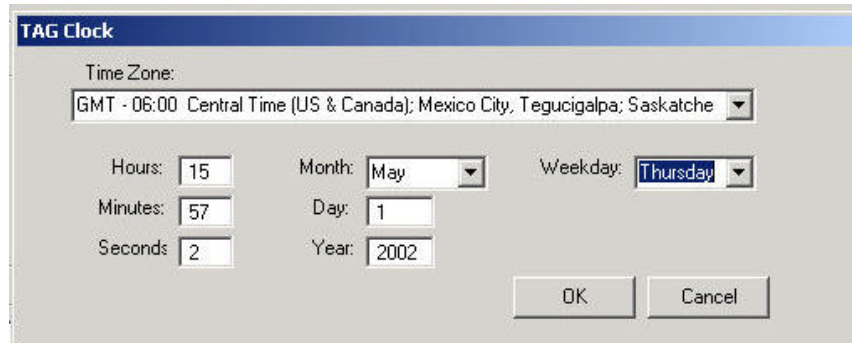 TAG Clock
Time Zone:
GMT - 06:00 Central Time (US & Canada); Mexico City, Tegucigalpa; Saskatche
Hours: 15 Month: May Weekday: Thursday
Minutes: 57 Day: 1
Seconds 2 Year: 2002
OK Cancel